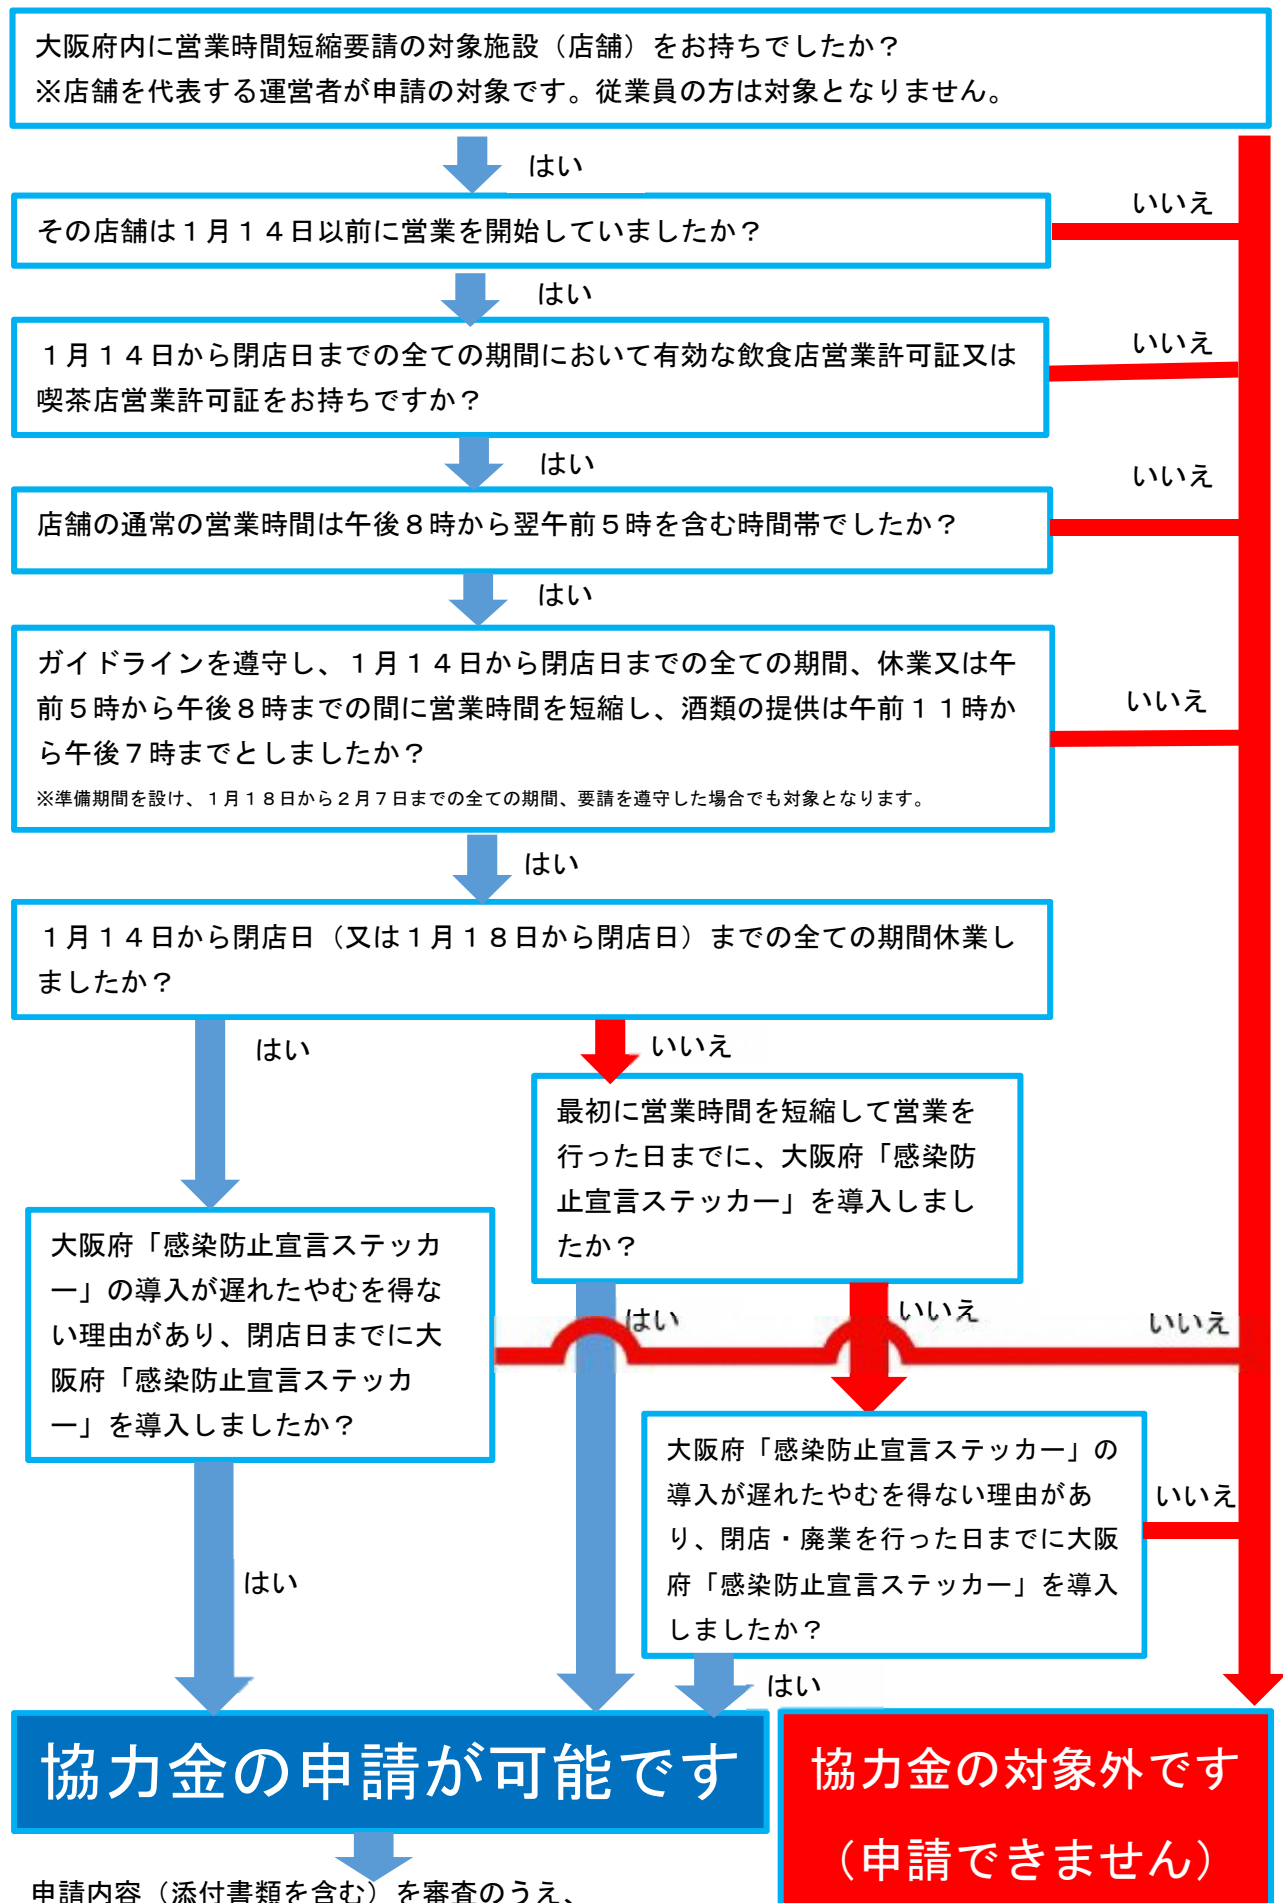 大阪府内に営業時間短縮要請の対象施設（店舗）をお持ちでしたか？
※店舗を代表する運営者が申請の対象です。従業員の方は対象となりません。
はい
いいえ
その店舗は１月１４日以前に営業を開始していましたか？
はい
いいえ
１月１４日から閉店日までの全ての期間において有効な飲食店営業許可証又は
喫茶店営業許可証をお持ちですか？
はい
いいえ
店舗の通常の営業時間は午後８時から翌午前５時を含む時間帯でしたか？
はい
ガイドラインを遵守し、１月１４日から閉店日までの全ての期間、休業又は午
前５時から午後８時までの間に営業時間を短縮し、酒類の提供は午前１１時か
ら午後７時までとしましたか？
※準備期間を設け、１月１８日から２月７日までの全ての期間、要請を遵守した場合でも対象となります。
いいえ
はい
１月１４日から閉店日（又は１月１８日から閉店日）までの全ての期間休業し
ましたか？
はい
いいえ
最初に営業時間を短縮して営業を
行った日までに、大阪府「感染防
止宣言ステッカー」を導入しまし
たか？
大阪府「感染防止宣言ステッカ
ー」の導入が遅れたやむを得な
い理由があり、閉店日までに大
阪府「感染防止宣言ステッカ
ー」を導入しましたか？
はい
いいえ
いいえ
大阪府「感染防止宣言ステッカー」の
導入が遅れたやむを得ない理由があ
り、閉店・廃業を行った日までに大阪
府「感染防止宣言ステッカー」を導入
しましたか？
いいえ
はい
はい
協力金の申請が可能です
協力金の対象外です
（申請できません）
申請内容（添付書類を含む）を審査のうえ、